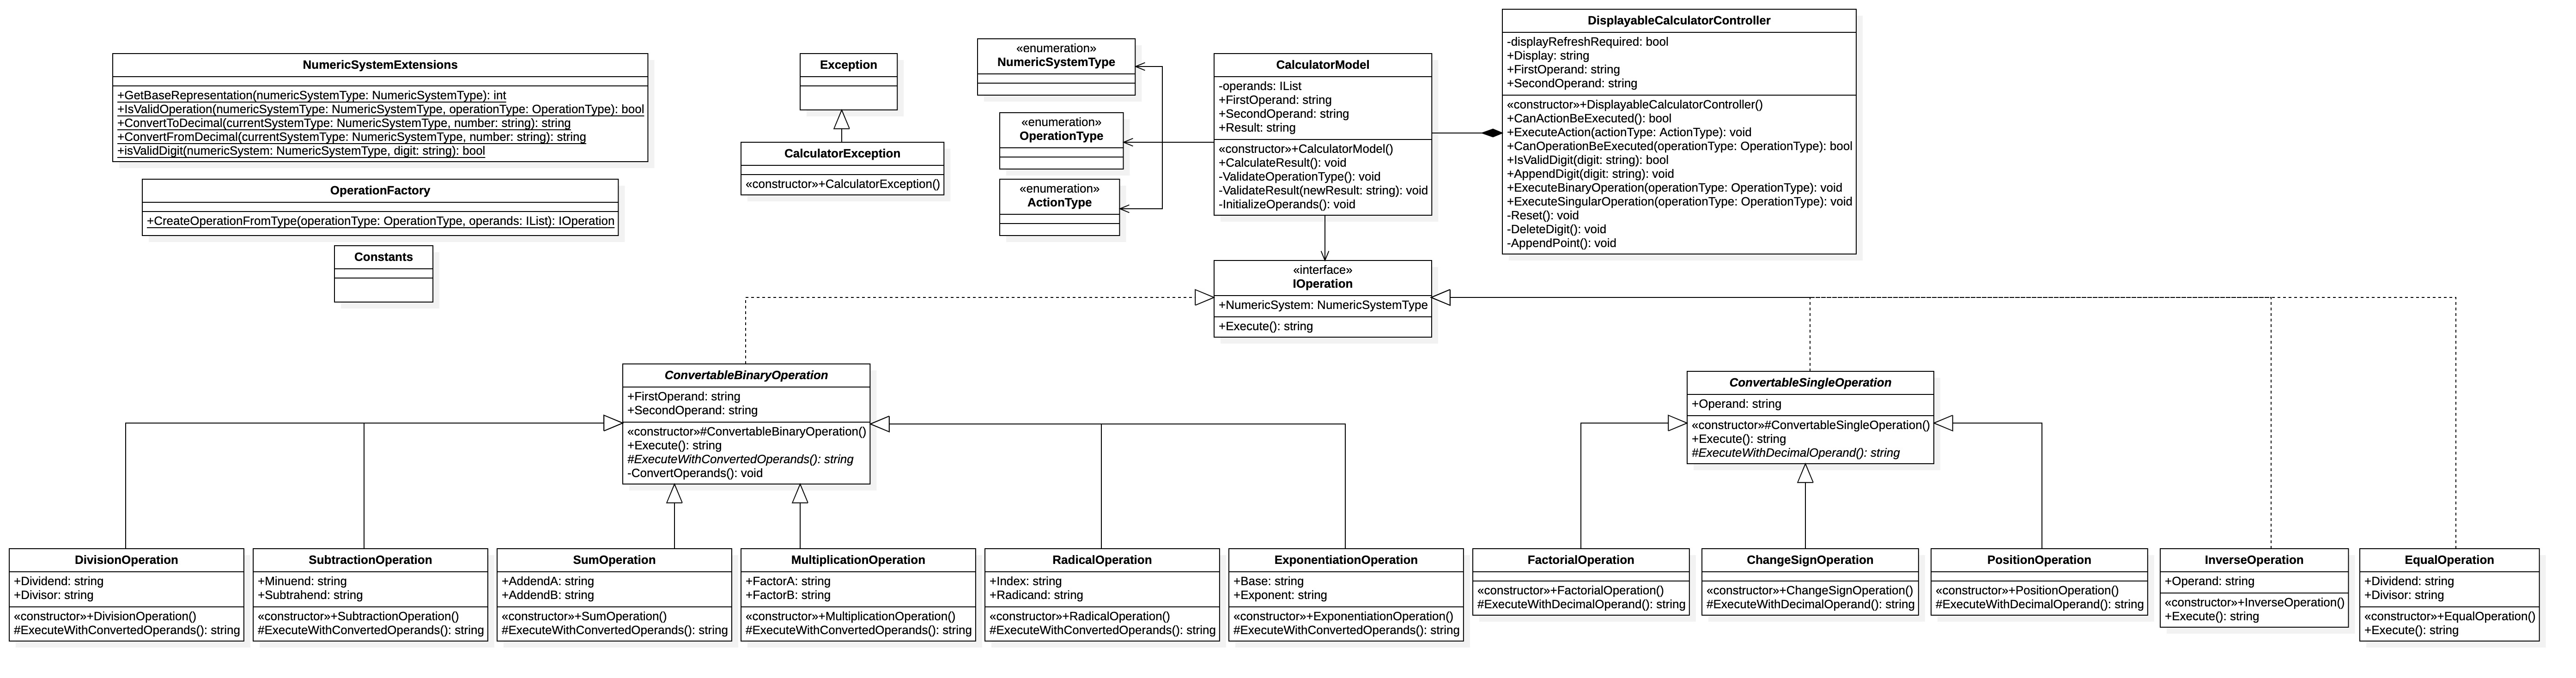 NumericSystemExtensions
+GetBaseRepresentation(numericSystemType: NumericSystemType): int
+IsValidOperation(numericSystemType: NumericSystemType, operationType: OperationType): bool
+ConvertToDecimal(currentSystemType: NumericSystemType, number: string): string
+ConvertFromDecimal(currentSystemType: NumericSystemType, number: string): string
+isValidDigit(numericSystem: NumericSystemType, digit: string): bool
OperationFactory
+CreateOperationFromType(operationType: OperationType, operands: IList): IOperation
Constants
Exception
CalculatorException
«constructor»+CalculatorException()
«enumeration»
NumericSystemType
«enumeration»
OperationType
«enumeration»
ActionType
CalculatorModel
-operands: IList
+FirstOperand: string
+SecondOperand: string
+Result: string
«constructor»+CalculatorModel()
+CalculateResult(): void
-ValidateOperationType(): void
-ValidateResult(newResult: string): void
-InitializeOperands(): void
DisplayableCalculatorController
-displayRefreshRequired: bool
+Display: string
+FirstOperand: string
+SecondOperand: string
«constructor»+DisplayableCalculatorController()
+CanActionBeExecuted(): bool
+ExecuteAction(actionType: ActionType): void
+CanOperationBeExecuted(operationType: OperationType): bool
+IsValidDigit(digit: string): bool
+AppendDigit(digit: string): void
+ExecuteBinaryOperation(operationType: OperationType): void
+ExecuteSingularOperation(operationType: OperationType): void
-Reset(): void
-DeleteDigit(): void
-AppendPoint(): void
«interface»
IOperation
+NumericSystem: NumericSystemType
+Execute(): string
ConvertableBinaryOperation
+FirstOperand: string
+SecondOperand: string
«constructor»#ConvertableBinaryOperation()
+Execute(): string
#ExecuteWithConvertedOperands(): string
-ConvertOperands(): void
ConvertableSingleOperation
+Operand: string
«constructor»#ConvertableSingleOperation()
+Execute(): string
#ExecuteWithDecimalOperand(): string
DivisionOperation
+Dividend: string
+Divisor: string
«constructor»+DivisionOperation()
#ExecuteWithConvertedOperands(): string
SubtractionOperation
+Minuend: string
+Subtrahend: string
«constructor»+SubtractionOperation()
#ExecuteWithConvertedOperands(): string
SumOperation
+AddendA: string
+AddendB: string
«constructor»+SumOperation()
#ExecuteWithConvertedOperands(): string
MultiplicationOperation
+FactorA: string
+FactorB: string
«constructor»+MultiplicationOperation()
#ExecuteWithConvertedOperands(): string
RadicalOperation
+Index: string
+Radicand: string
«constructor»+RadicalOperation()
#ExecuteWithConvertedOperands(): string
ExponentiationOperation
+Base: string
+Exponent: string
«constructor»+ExponentiationOperation()
#ExecuteWithConvertedOperands(): string
FactorialOperation
«constructor»+FactorialOperation()
#ExecuteWithDecimalOperand(): string
ChangeSignOperation
«constructor»+ChangeSignOperation()
#ExecuteWithDecimalOperand(): string
PositionOperation
«constructor»+PositionOperation()
#ExecuteWithDecimalOperand(): string
InverseOperation
+Operand: string
«constructor»+InverseOperation()
+Execute(): string
EqualOperation
+Dividend: string
+Divisor: string
«constructor»+EqualOperation()
+Execute(): string